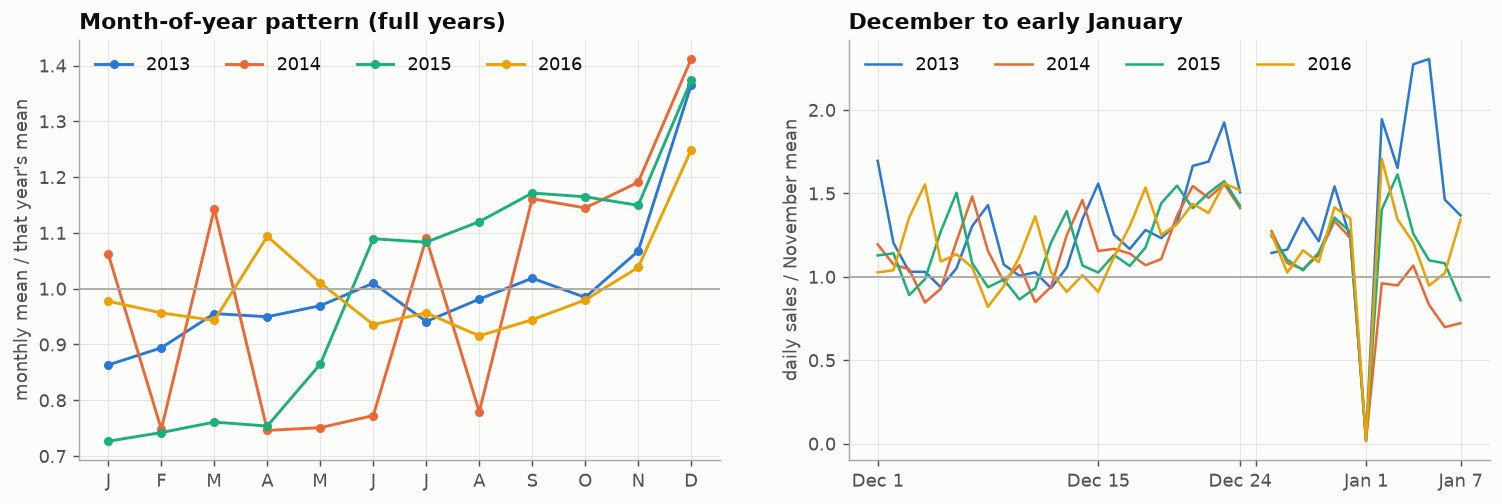 Month-of-year pattern (full years)
2013 2014 2015 2016
monthly mean / that year's mean
1.4
1.3
1.2
1.1
1.0
0.9
0.8
0.7
J F M A M J J A S O N D
December to early January
2013 2014 2015 2016
daily sales / November mean
2.0
1.5
1.0
0.5
0.0
Dec 1 Dec 15 Dec 24 Jan 1 Jan 7